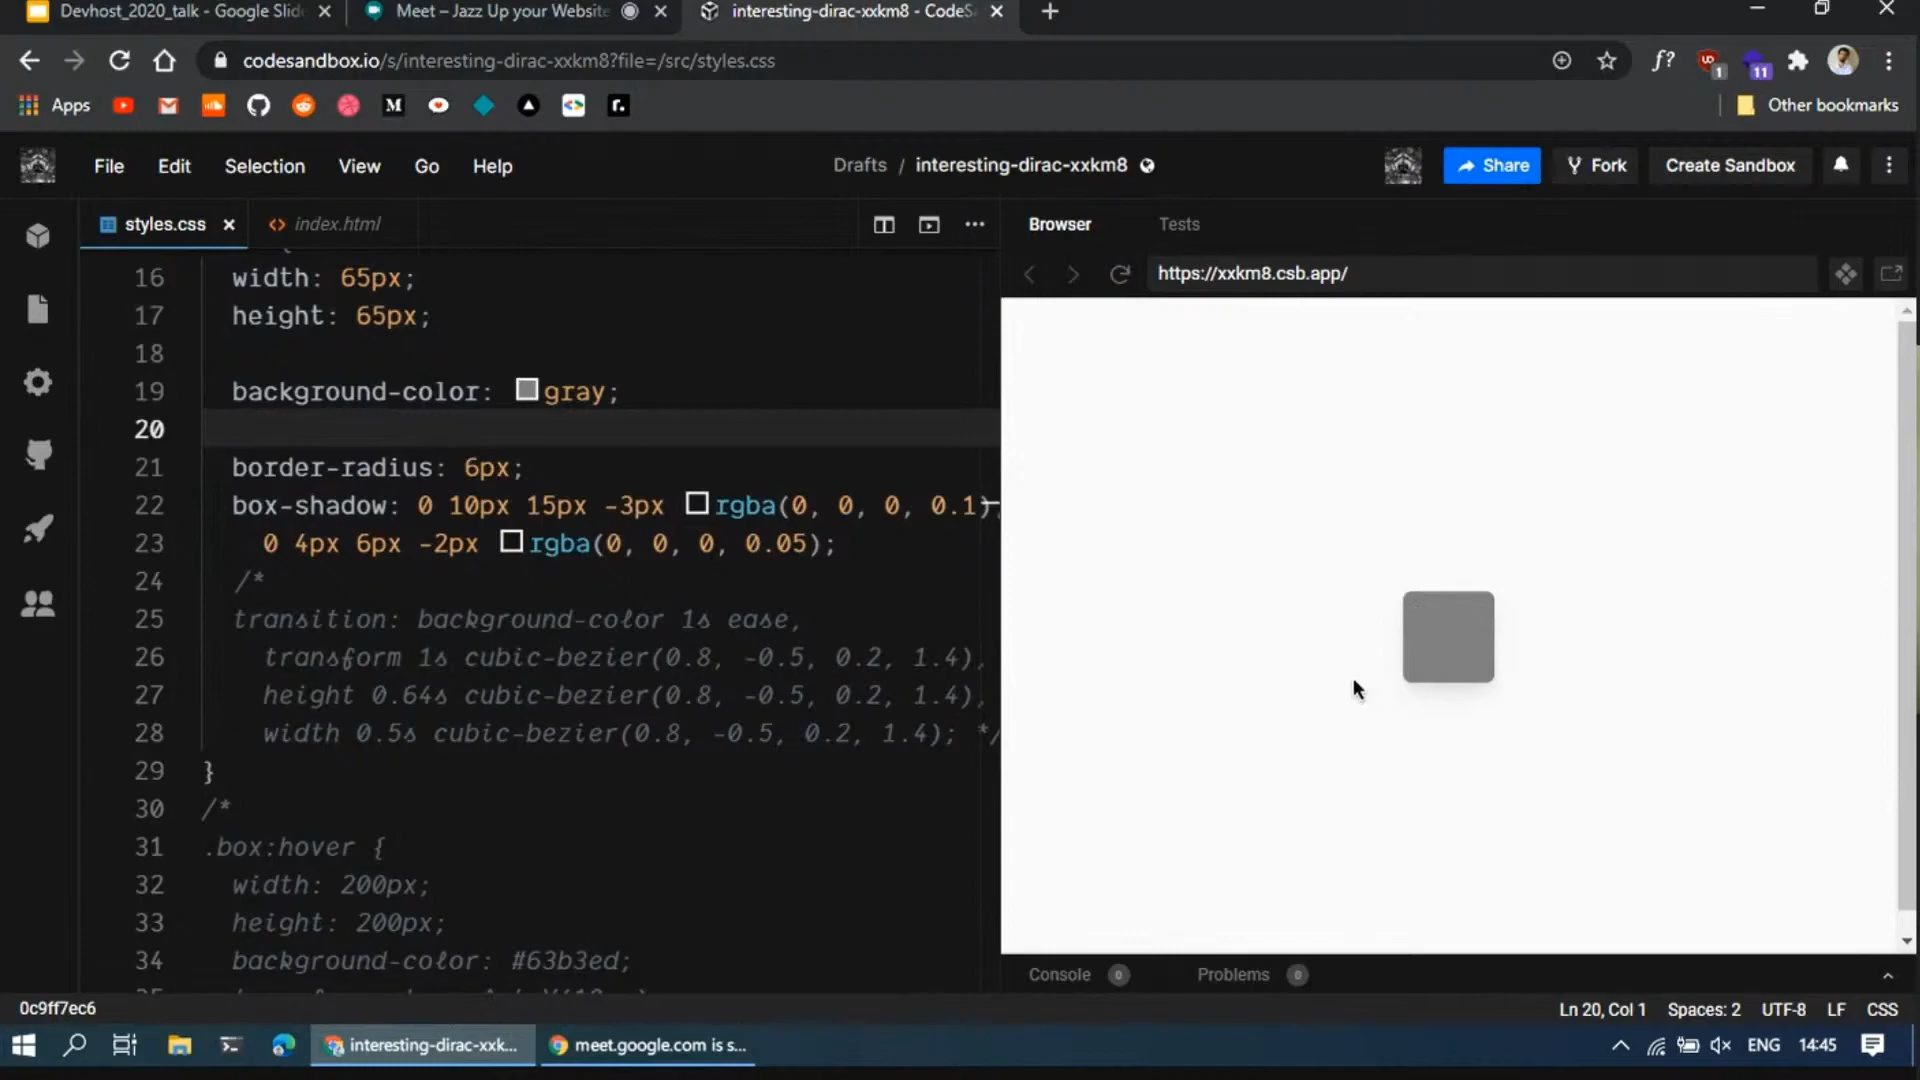 Devhost_2020_talk - Google Slid
Meet – Jazz Up your Website
interesting-dirac-xxkm8 - CodeS
codesandbox.io/s/interesting-dirac-xxkm8?file=/src/styles.css
f?
1
11
Apps
M
r.
Other bookmarks
File
Edit
Selection
View
Go
Help
Drafts / interesting-dirac-xxkm8
Share
Fork
Create Sandbox
styles.css
index.html
Browser
Tests
https://xxkm8.csb.app/
{
16 width: 65px;
17 height: 65px;
18
19 background-color: gray;
20
21 border-radius: 6px;
22 box-shadow: 0 10px 15px -3px rgba(0, 0, 0, 0.1),
23 0 4px 6px -2px rgba(0, 0, 0, 0.05);
24 /*
25 transition: background-color 1s ease,
26 transform 1s cubic-bezier(0.8, -0.5, 0.2, 1.4),
27 height 0.64s cubic-bezier(0.8, -0.5, 0.2, 1.4),
28 width 0.5s cubic-bezier(0.8, -0.5, 0.2, 1.4); */
29 }
30 /*
31 .box:hover {
32 width: 200px;
33 height: 200px;
34 background-color: #63b3ed;
Console 0
Problems 0
0c9ff7ec6
Ln 20, Col 1
Spaces: 2
UTF-8
LF
CSS
interesting-dirac-xxk...
meet.google.com is s...
ENG
14:45